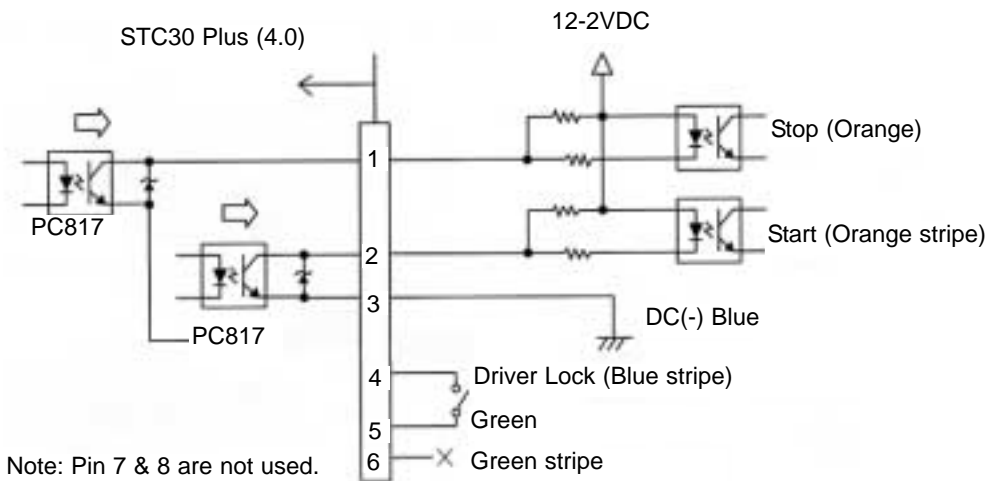 12-2VDC
STC30 Plus (4.0)
Stop (Orange)
1
PC817
2
Start (Orange stripe)
3
DC(-) Blue
PC817
4
Driver Lock (Blue stripe)
5
Green
6
Green stripe
Note: Pin 7 & 8 are not used.